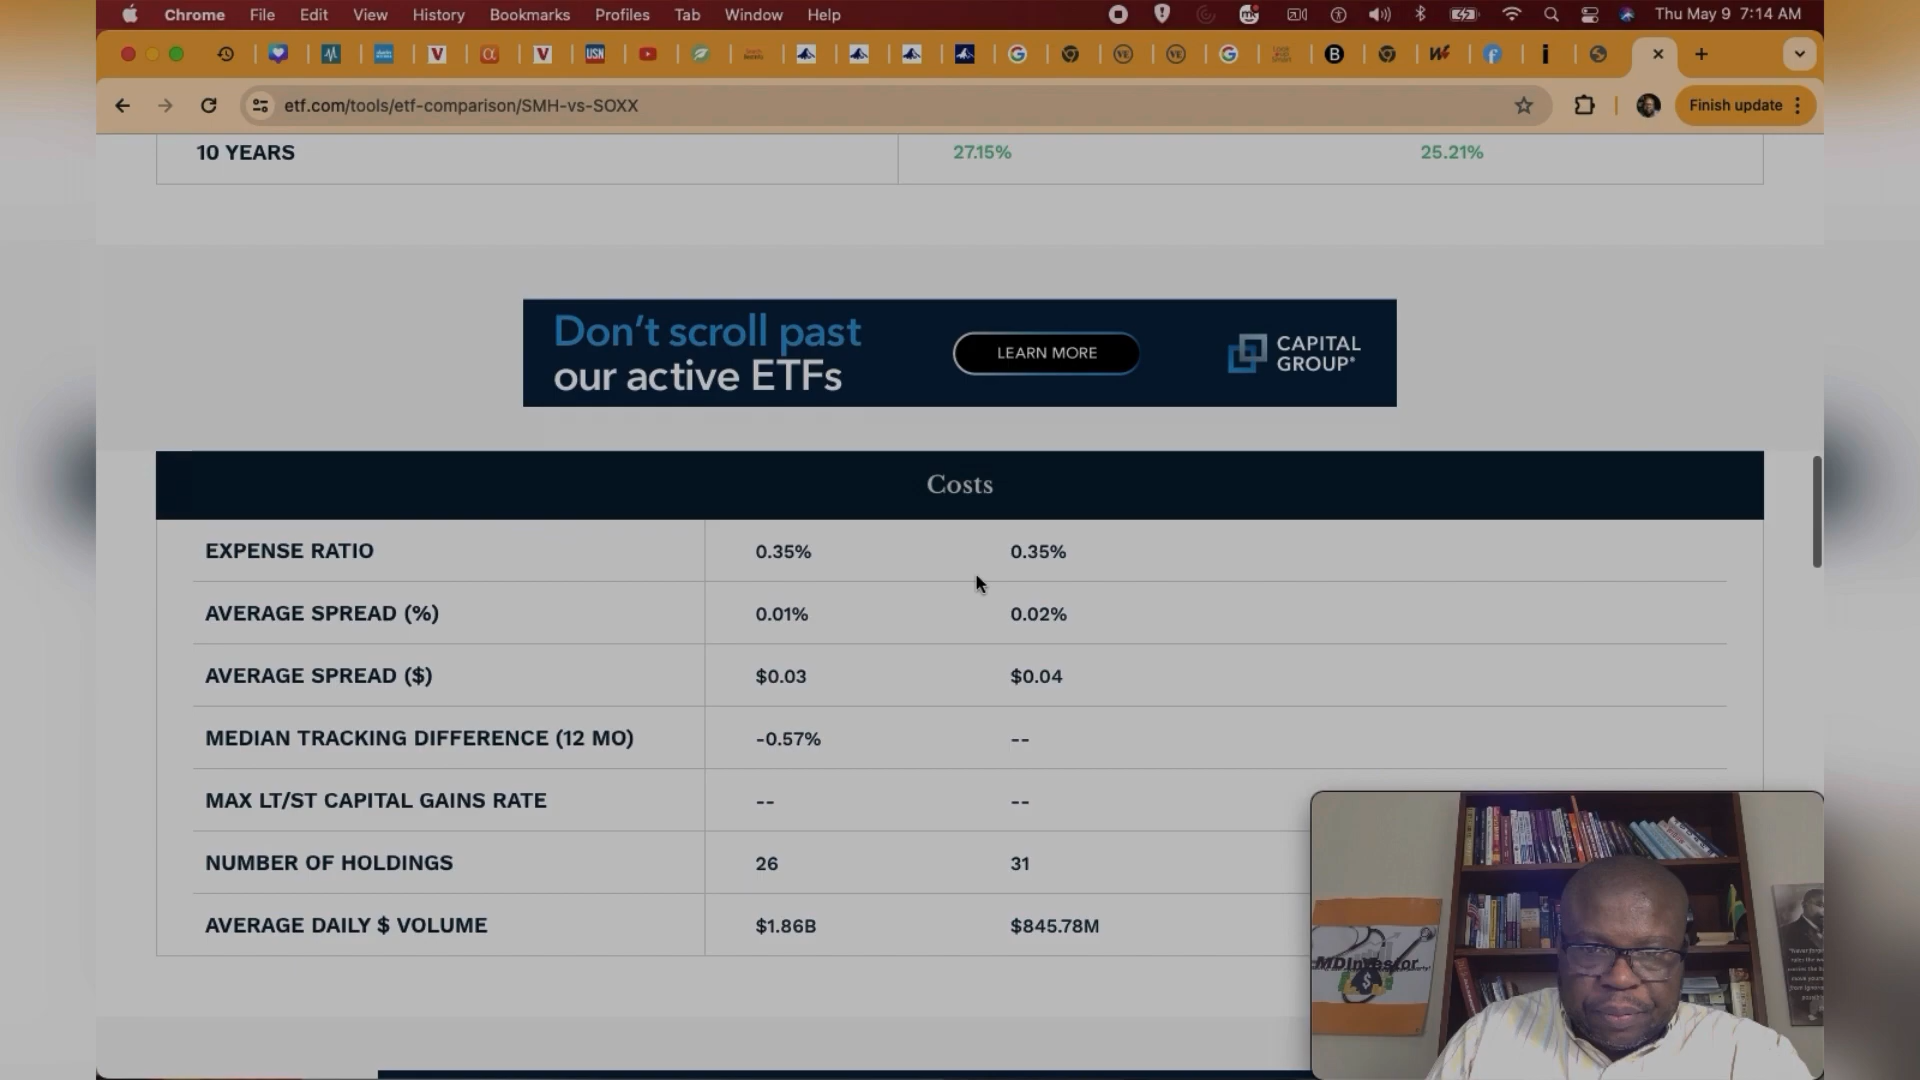 Chrome File Edit View History Bookmarks Profiles Tab Window Help Thu May 9 7:14 AM
etf.com/tools/etf-comparison/SMH-vs-SOXX Finish update
10 YEARS 27.15% 25.21%
Don't scroll past
our active ETFs
LEARN MORE
CAPITAL
GROUP®
Costs
EXPENSE RATIO 0.35% 0.35%
AVERAGE SPREAD (%) 0.01% 0.02%
AVERAGE SPREAD ($) $0.03 $0.04
MEDIAN TRACKING DIFFERENCE (12 MO) -0.57% --
MAX LT/ST CAPITAL GAINS RATE -- --
NUMBER OF HOLDINGS 26 31
AVERAGE DAILY $ VOLUME $1.86B $845.78M
MDInvestor